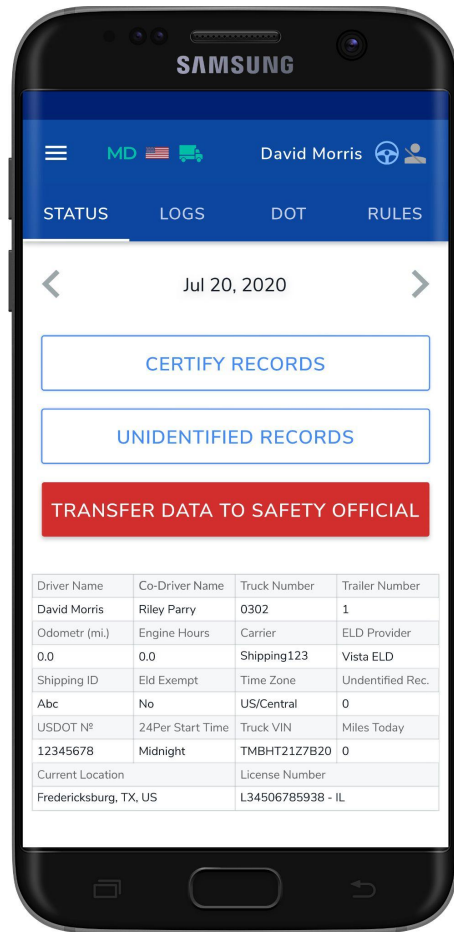 SAMSUNG
MD David Morris
STATUS LOGS DOT RULES
Jul 20, 2020
CERTIFY RECORDS
UNIDENTIFIED RECORDS
TRANSFER DATA TO SAFETY OFFICIAL
Driver Name Co-Driver Name Truck Number Trailer Number
David Morris Riley Parry 0302 1
Odometr (mi.) Engine Hours Carrier ELD Provider
0.0 0.0 Shipping123 Vista ELD
Shipping ID Eld Exempt Time Zone Undentified Rec.
Abc No US/Central 0
USDOT Nº 24Per Start Time Truck VIN Miles Today
12345678 Midnight TMBHT21Z7B20 0
Current Location License Number
Fredericksburg, TX, US L34506785938 - IL